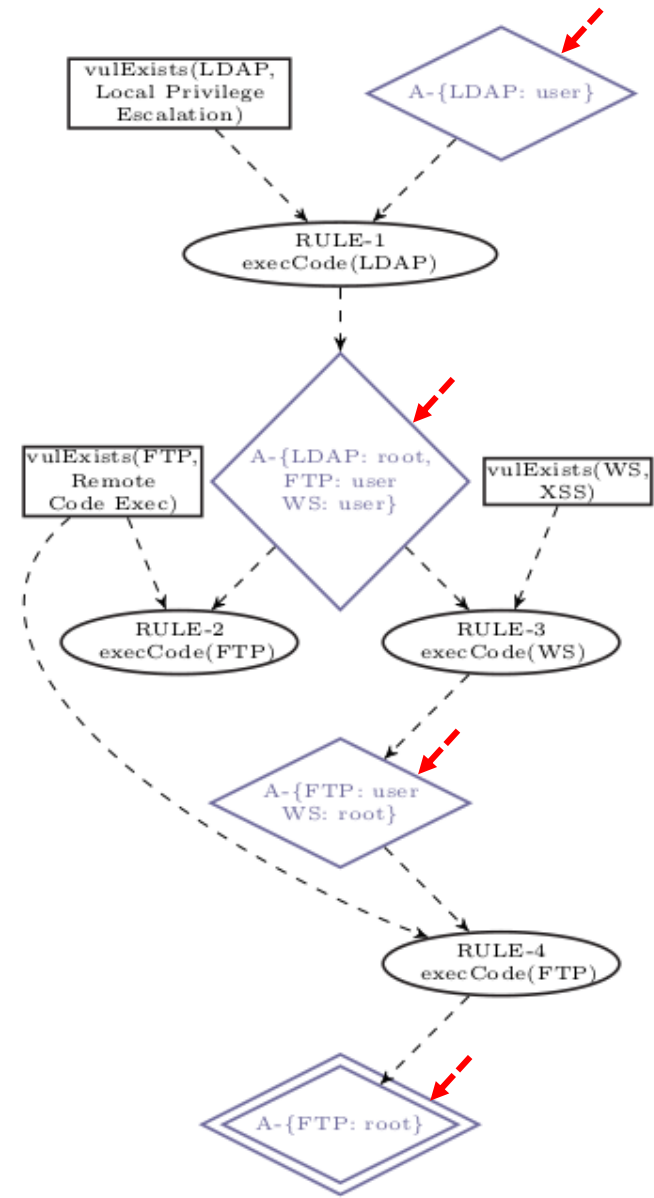 vulExists(LDAP,
Local Privilege
Escalation)
A-{LDAP: user}
RULE-1
execCode(LDAP)
vulExists(FTP,
Remote
Code Exec)
A-{LDAP: root,
FTP: user
WS: user}
vulExists(WS,
XSS)
RULE-2
execCode(FTP)
RULE-3
execCode(WS)
A-{FTP: user
WS: root}
RULE-4
execCode(FTP)
A-{FTP: root}